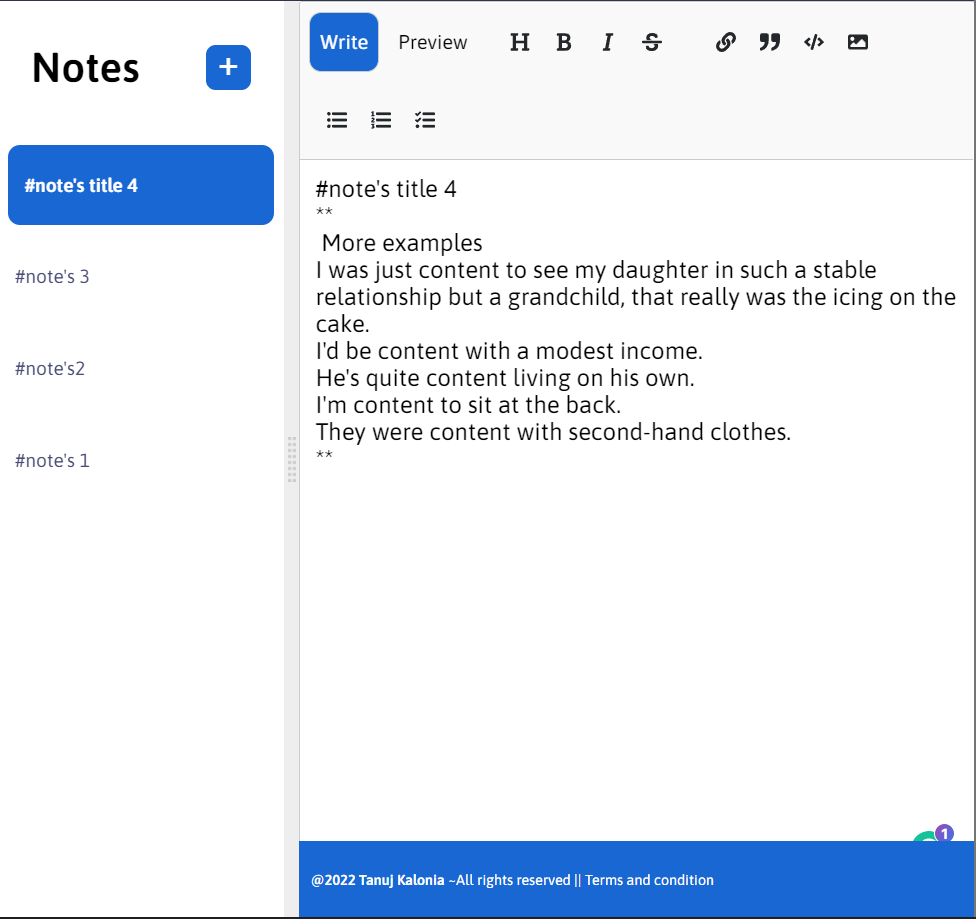 Notes
+
#note's title 4
#note's 3
#note's2
#note's 1
Write Preview H B I S
#note's title 4
**
More examples
I was just content to see my daughter in such a stable
relationship but a grandchild, that really was the icing on the
cake.
I'd be content with a modest income.
He's quite content living on his own.
I'm content to sit at the back.
They were content with second-hand clothes.
**
1
@2022 Tanuj Kalonia ~All rights reserved || Terms and condition